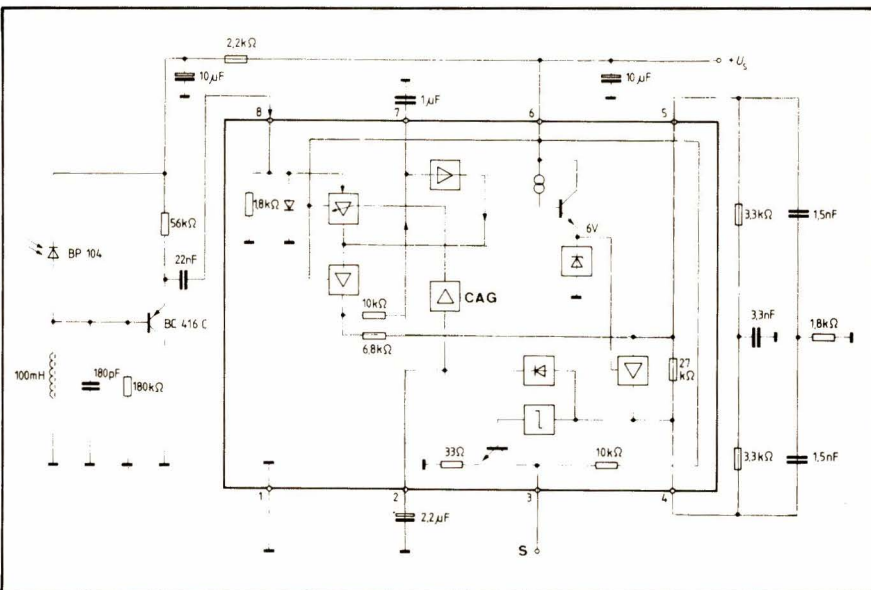 2,2kΩ
+U_S
10µF
1µF
10µF
8
7
6
5
1,8kΩ
56kΩ
3,3kΩ
1,5nF
6V
BP 104
22nF
10kΩ
CAG
BC 416 C
6,8kΩ
3,3nF
1,8kΩ
27
kΩ
100mH
180pF
180kΩ
33Ω
10kΩ
3,3kΩ
1,5nF
1
2
3
4
2,2µF
S